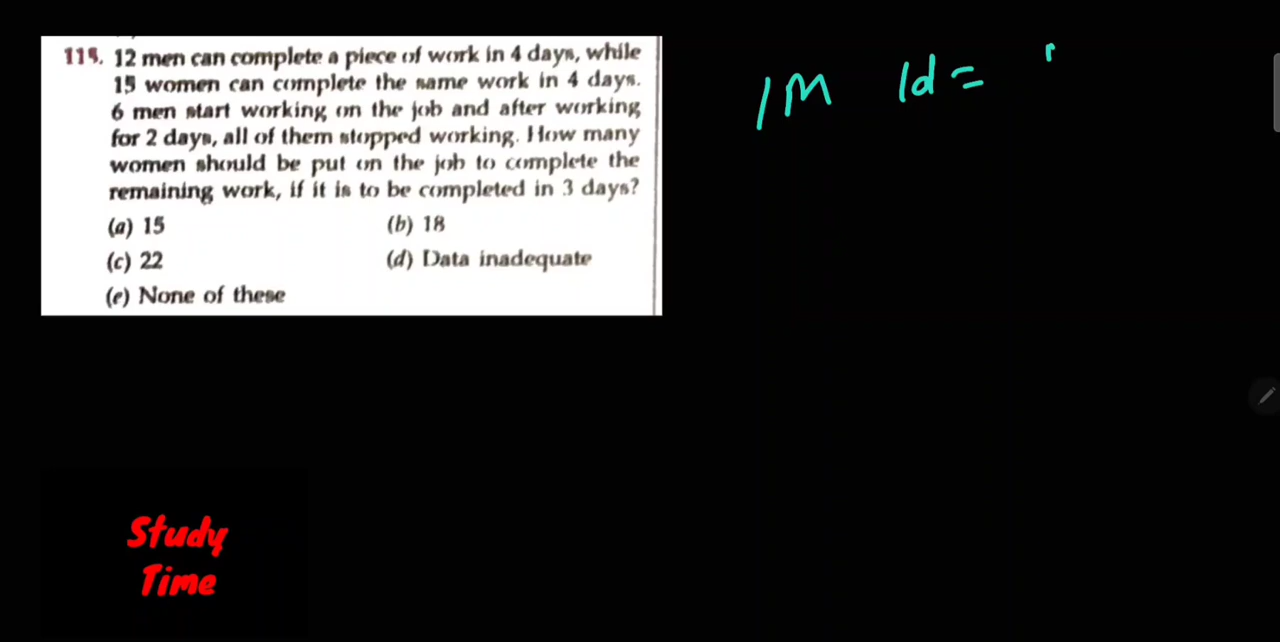 115. 12 men can complete a piece of work in 4 days, while
15 women can complete the same work in 4 days.
6 men start working on the job and after working
for 2 days, all of them stopped working. How many
women should be put on the job to complete the
remaining work, if it is to be completed in 3 days?
(a) 15 (b) 18
(c) 22 (d) Data inadequate
(e) None of these
1M 1d =
Study
Time